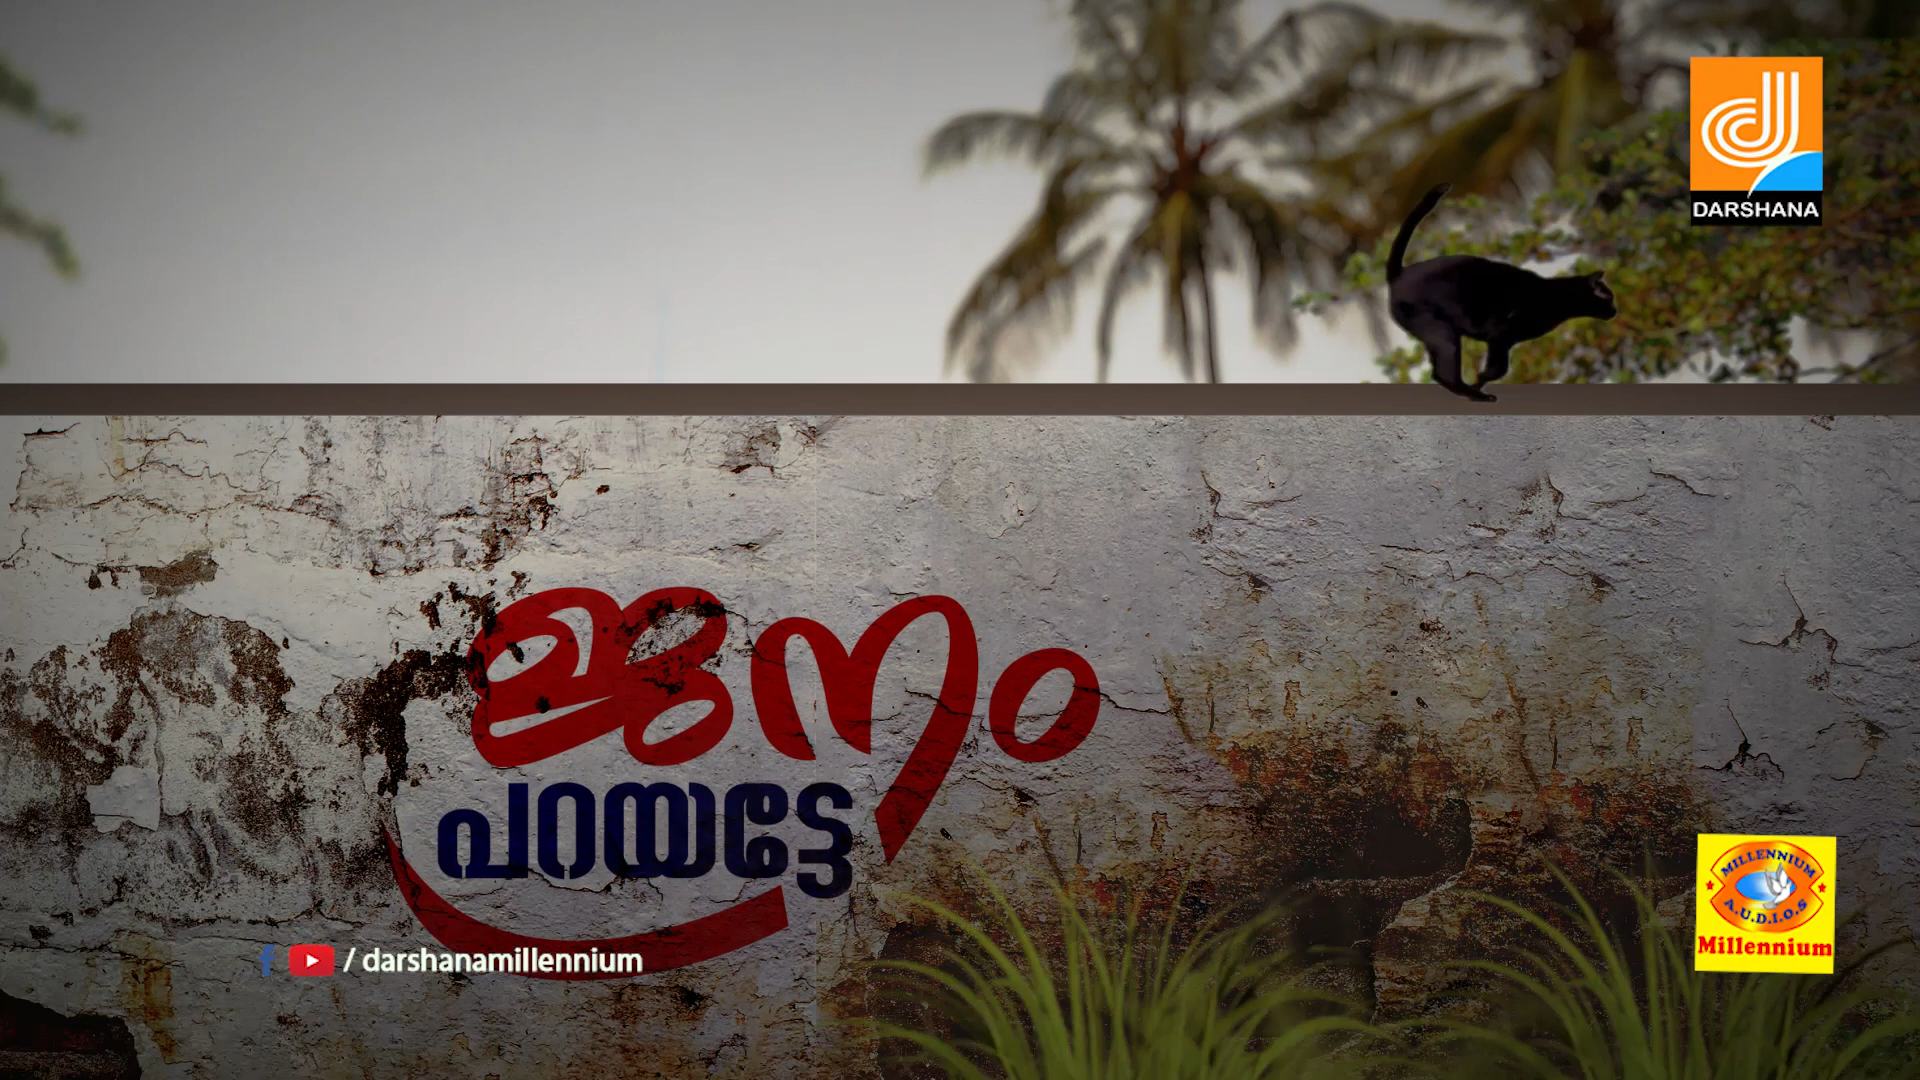 DARSHANA
ജനം
പറയട്ടേ
/ darshanamillennium
MILLENNIUM
A.U.D.I.O.S
Millennium